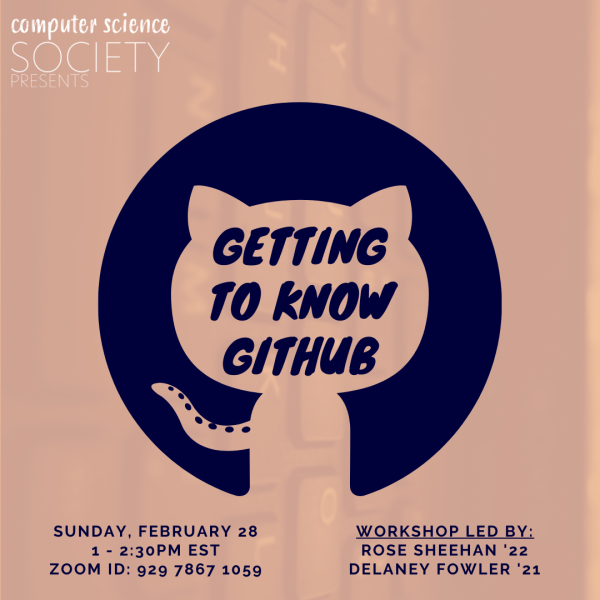 computer science
SOCIETY
PRESENTS
GETTING
TO KNOW
GITHUB
SUNDAY, FEBRUARY 28
1 - 2:30PM EST
ZOOM ID: 929 7867 1059
WORKSHOP LED BY:
ROSE SHEEHAN '22
DELANEY FOWLER '21